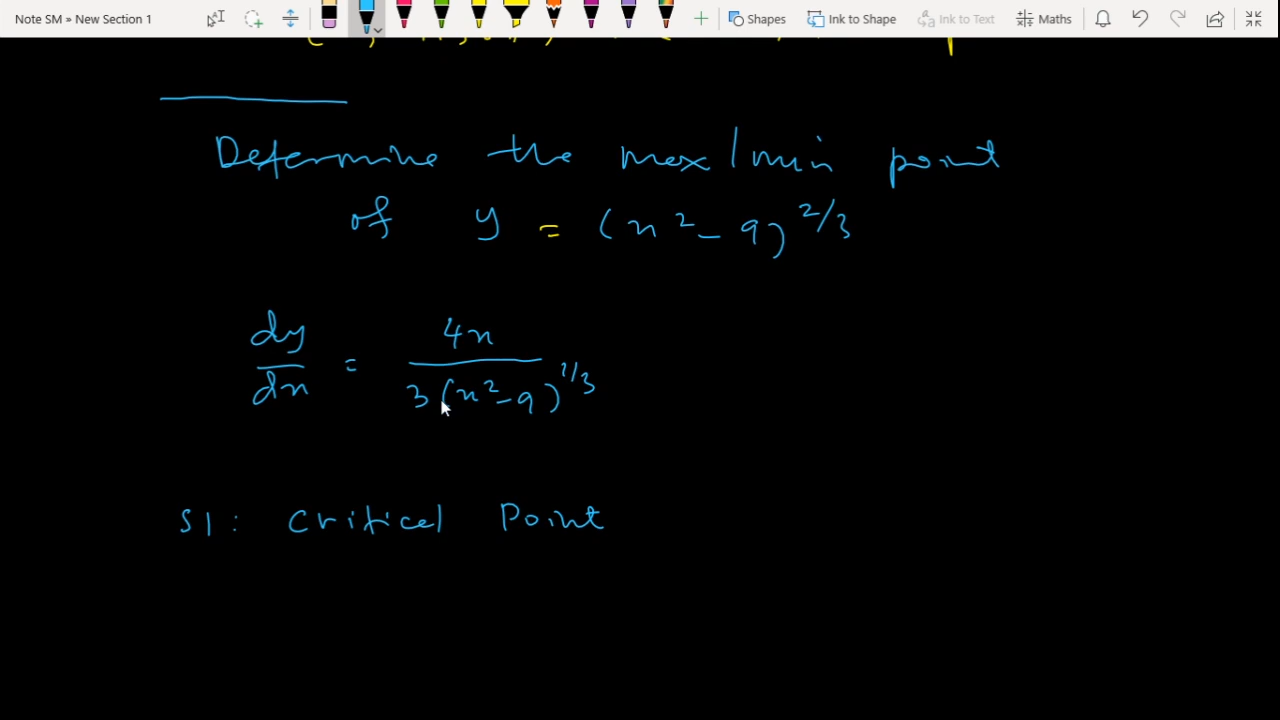 Note SM » New Section 1
Shapes
Ink to Shape
Ink to Text
Maths
Determine the max/min point
of y = (x² - 9)^2/3
dy/dx = 4x / 3(x² - 9)^1/3
S1: Critical Point